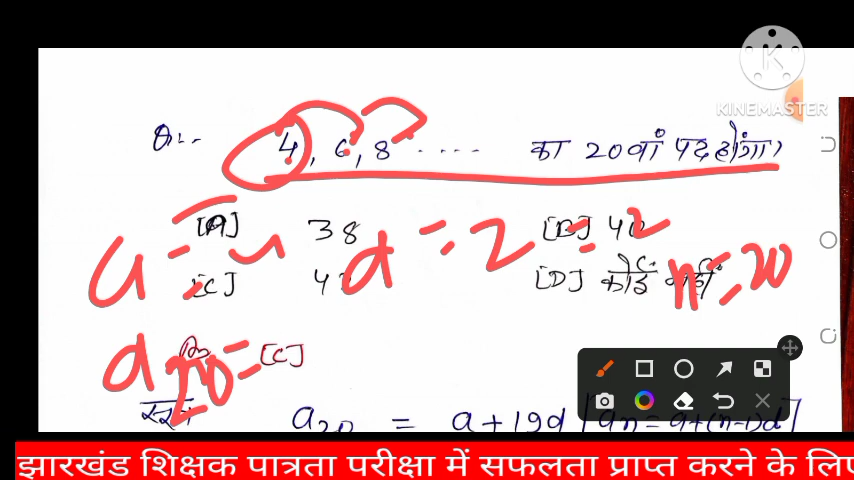 KINEMASTER
Q:- 4, 6, 8 ..... का 20वां पद होगा।
[A] 38 [B] 40
a = 4 d = 2 = 2
[C] [D] कोई नहीं n = 20
a20 = [C]
a20 = a + 19d [an = a + (n-1)d]
झारखंड शिक्षक पात्रता परीक्षा में सफलता प्राप्त करने के लिए